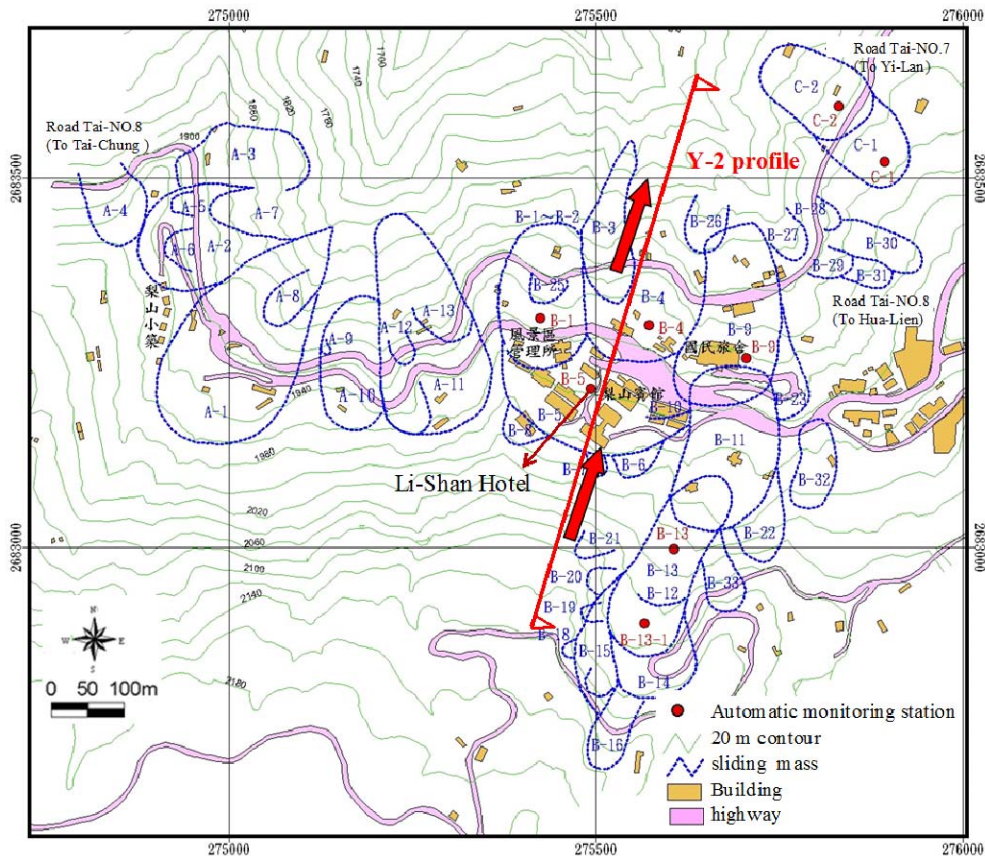 275000
275500
276000
Road Tai-NO.7
(To Yi-Lan)
C-2
C-2
1740
1700
1760
1820
1860
1780
Road Tai-NO.8
(To Tai-Chung)
1900
A-3
C-1
C-1
Y-2 profile
2683500
2683500
A-4
A-5
A-7
B-1~B-2
B-3
B-26
B-28
B-27
B-30
A-6
A-2
B-29
B-31
梨山小築
A-8
B-25
B-4
Road Tai-NO.8
(To Hua-Lien)
A-13
B-1
B-4
B-9
A-9
A-12
風景區
管理所
國民旅舍
B-9
1940
A-10
A-11
B-5
梨山賓館
A-1
B-5
B-10
B-23
B-8
B-11
1980
Li-Shan Hotel
B-6
B-32
2020
2683000
2683000
2060
B-21
B-13
B-22
2100
B-20
B-13
2140
B-12
B-33
B-19
B-18
B-13-1
B-15
N
W
E
S
2180
B-14
0 50 100m
B-16
Automatic monitoring station
20 m contour
sliding mass
Building
highway
275000
275500
276000